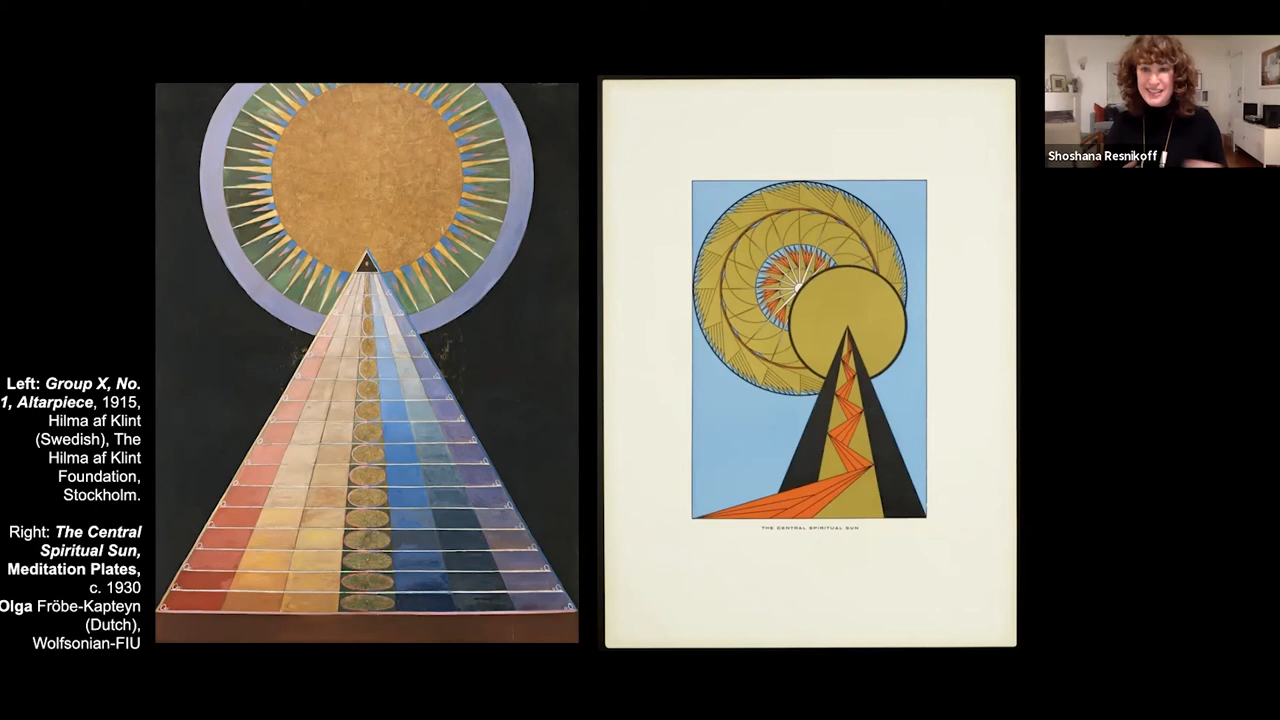 Left: Group X, No.
1, Altarpiece, 1915,
Hilma af Klint
(Swedish), The
Hilma af Klint
Foundation,
Stockholm.
Right: The Central
Spiritual Sun,
Meditation Plates,
c. 1930
Olga Fröbe-Kapteyn
(Dutch),
Wolfsonian-FIU
THE CENTRAL SPIRITUAL SUN
Shoshana Resnikoff